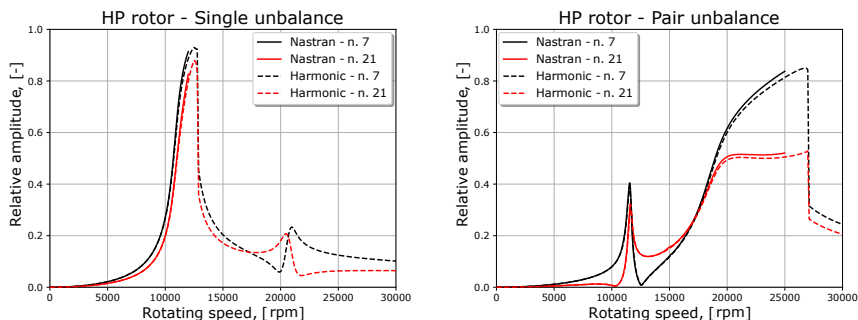 HP rotor - Single unbalance
Relative amplitude, [-]
1.0
0.8
0.6
0.4
0.2
0.0
Nastran - n. 7
Nastran - n. 21
Harmonic - n. 7
Harmonic - n. 21
0 5000 10000 15000 20000 25000 30000
Rotating speed, [rpm]
HP rotor - Pair unbalance
Relative amplitude, [-]
1.0
0.8
0.6
0.4
0.2
0.0
Nastran - n. 7
Nastran - n. 21
Harmonic - n. 7
Harmonic - n. 21
0 5000 10000 15000 20000 25000 30000
Rotating speed, [rpm]